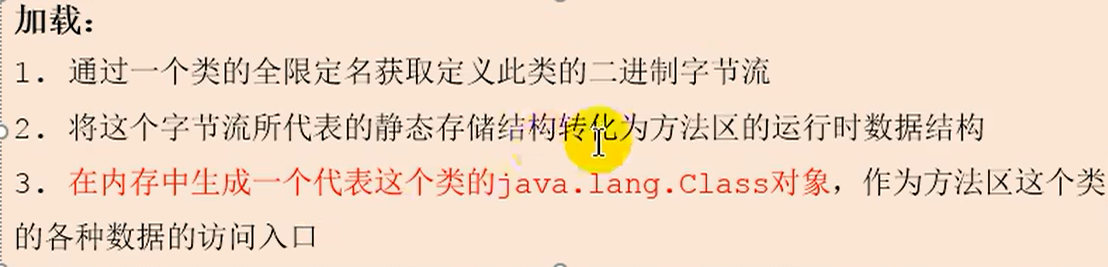 加载：
1. 通过一个类的全限定名获取定义此类的二进制字节流
2. 将这个字节流所代表的静态存储结构转化为方法区的运行时数据结构
3. 在内存中生成一个代表这个类的java.lang.Class对象，作为方法区这个类
的各种数据的访问入口